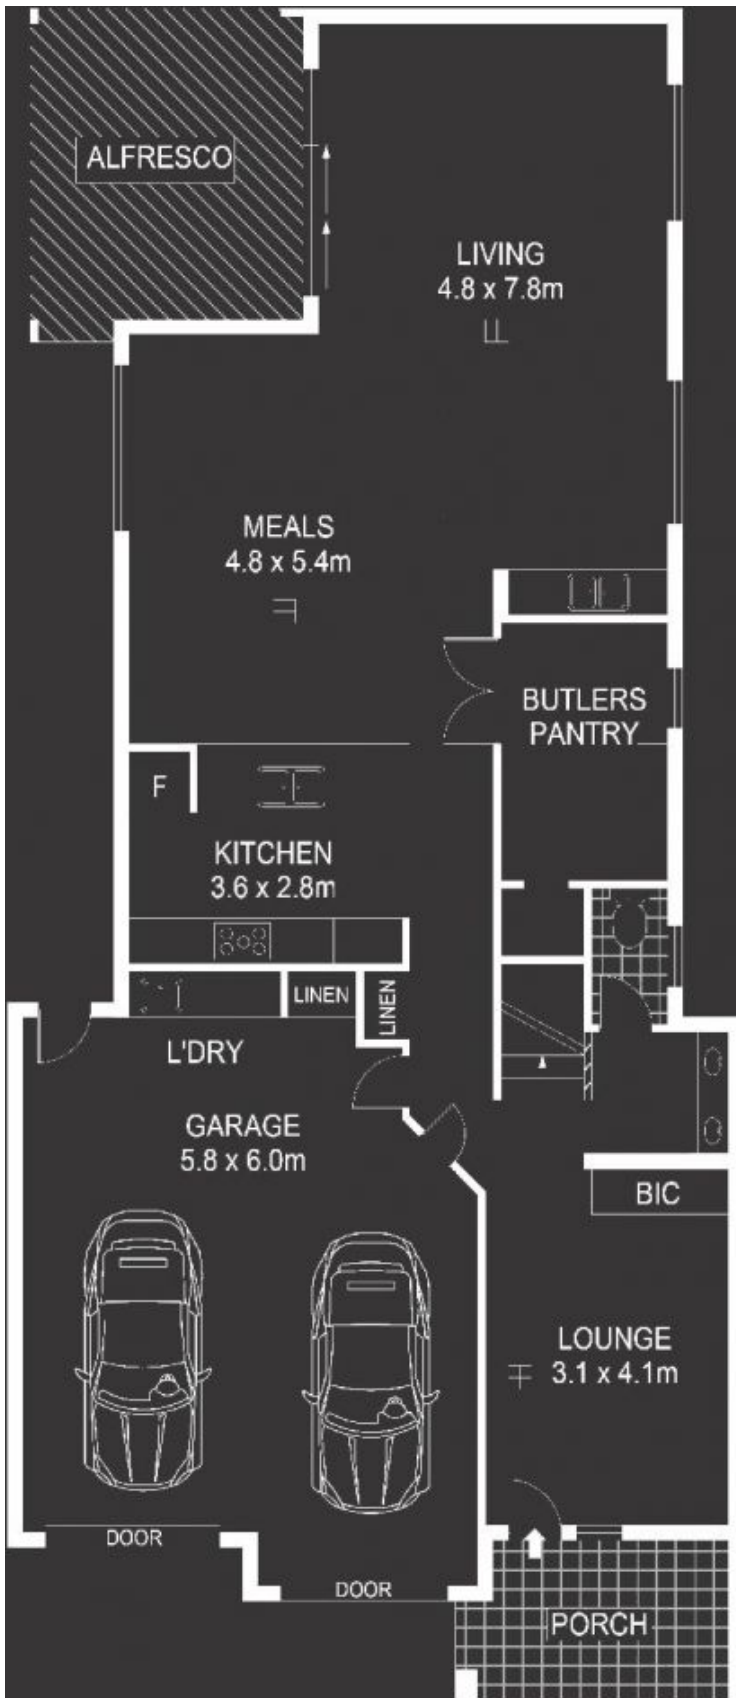 ALFRESCO
LIVING
4.8 x 7.8m
MEALS
4.8 x 5.4m
BUTLERS
PANTRY
F
KITCHEN
3.6 x 2.8m
LINEN
LINEN
L'DRY
GARAGE
5.8 x 6.0m
BIC
LOUNGE
3.1 x 4.1m
DOOR
DOOR
PORCH